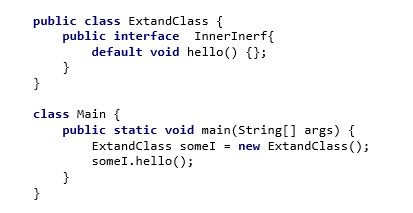 public class ExtandClass {
    public interface  InnerInerf{
        default void hello() {};
    }
}
class Main {
    public static void main(String[] args) {
        ExtandClass someI = new ExtandClass();
        someI.hello();
    }
}